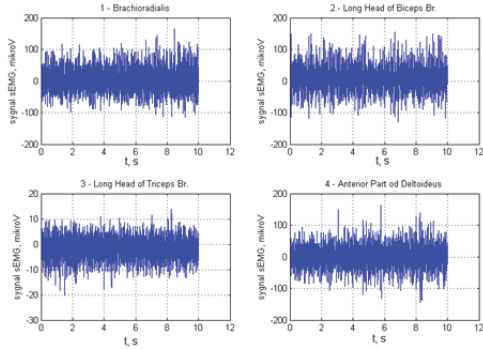 1 - Brachioradialis
200
100
0
-100
-200
sygnal sEMG, mikroV
0 2 4 6 8 10 12
t, s
2 - Long Head of Biceps Br.
200
100
0
-100
-200
sygnal sEMG, mikroV
0 2 4 6 8 10 12
t, s
3 - Long Head of Triceps Br.
20
10
0
-10
-20
-30
sygnal sEMG, mikroV
0 2 4 6 8 10 12
t, s
4 - Anterior Part od Deltoideus
200
100
0
-100
-200
sygnal sEMG, mikroV
0 2 4 6 8 10 12
t, s